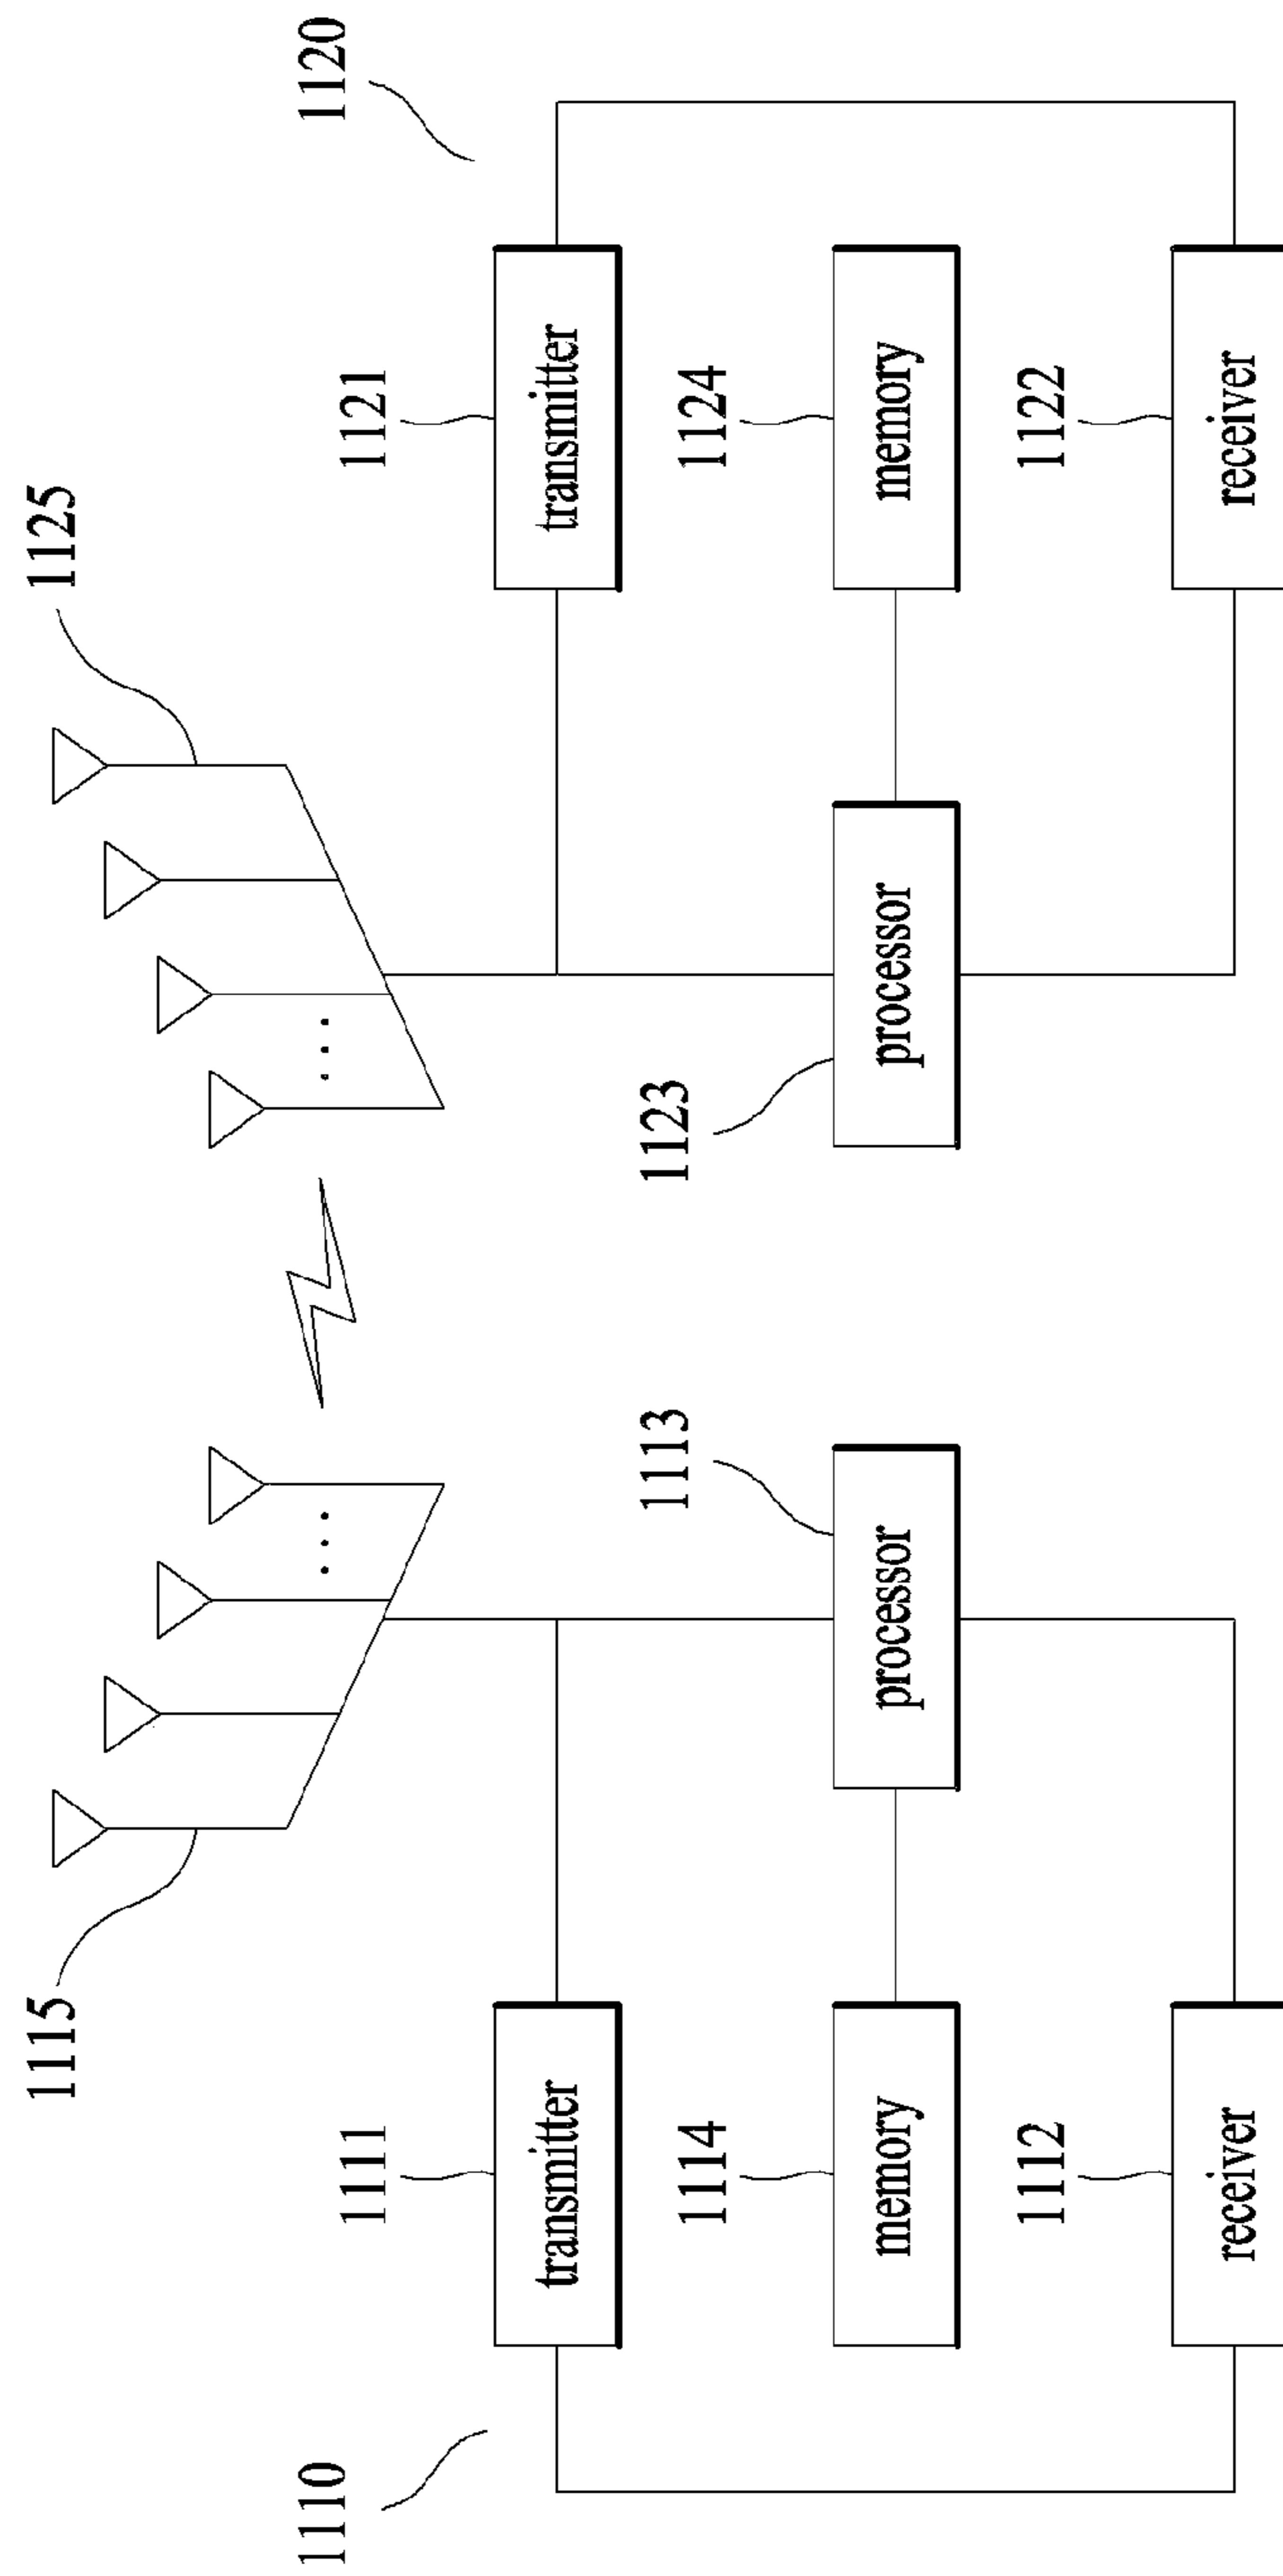 1115
1125
1110
1120
1111
transmitter
1121
transmitter
1113
1123
1114
memory
processor
processor
1124
memory
1112
receiver
1122
receiver